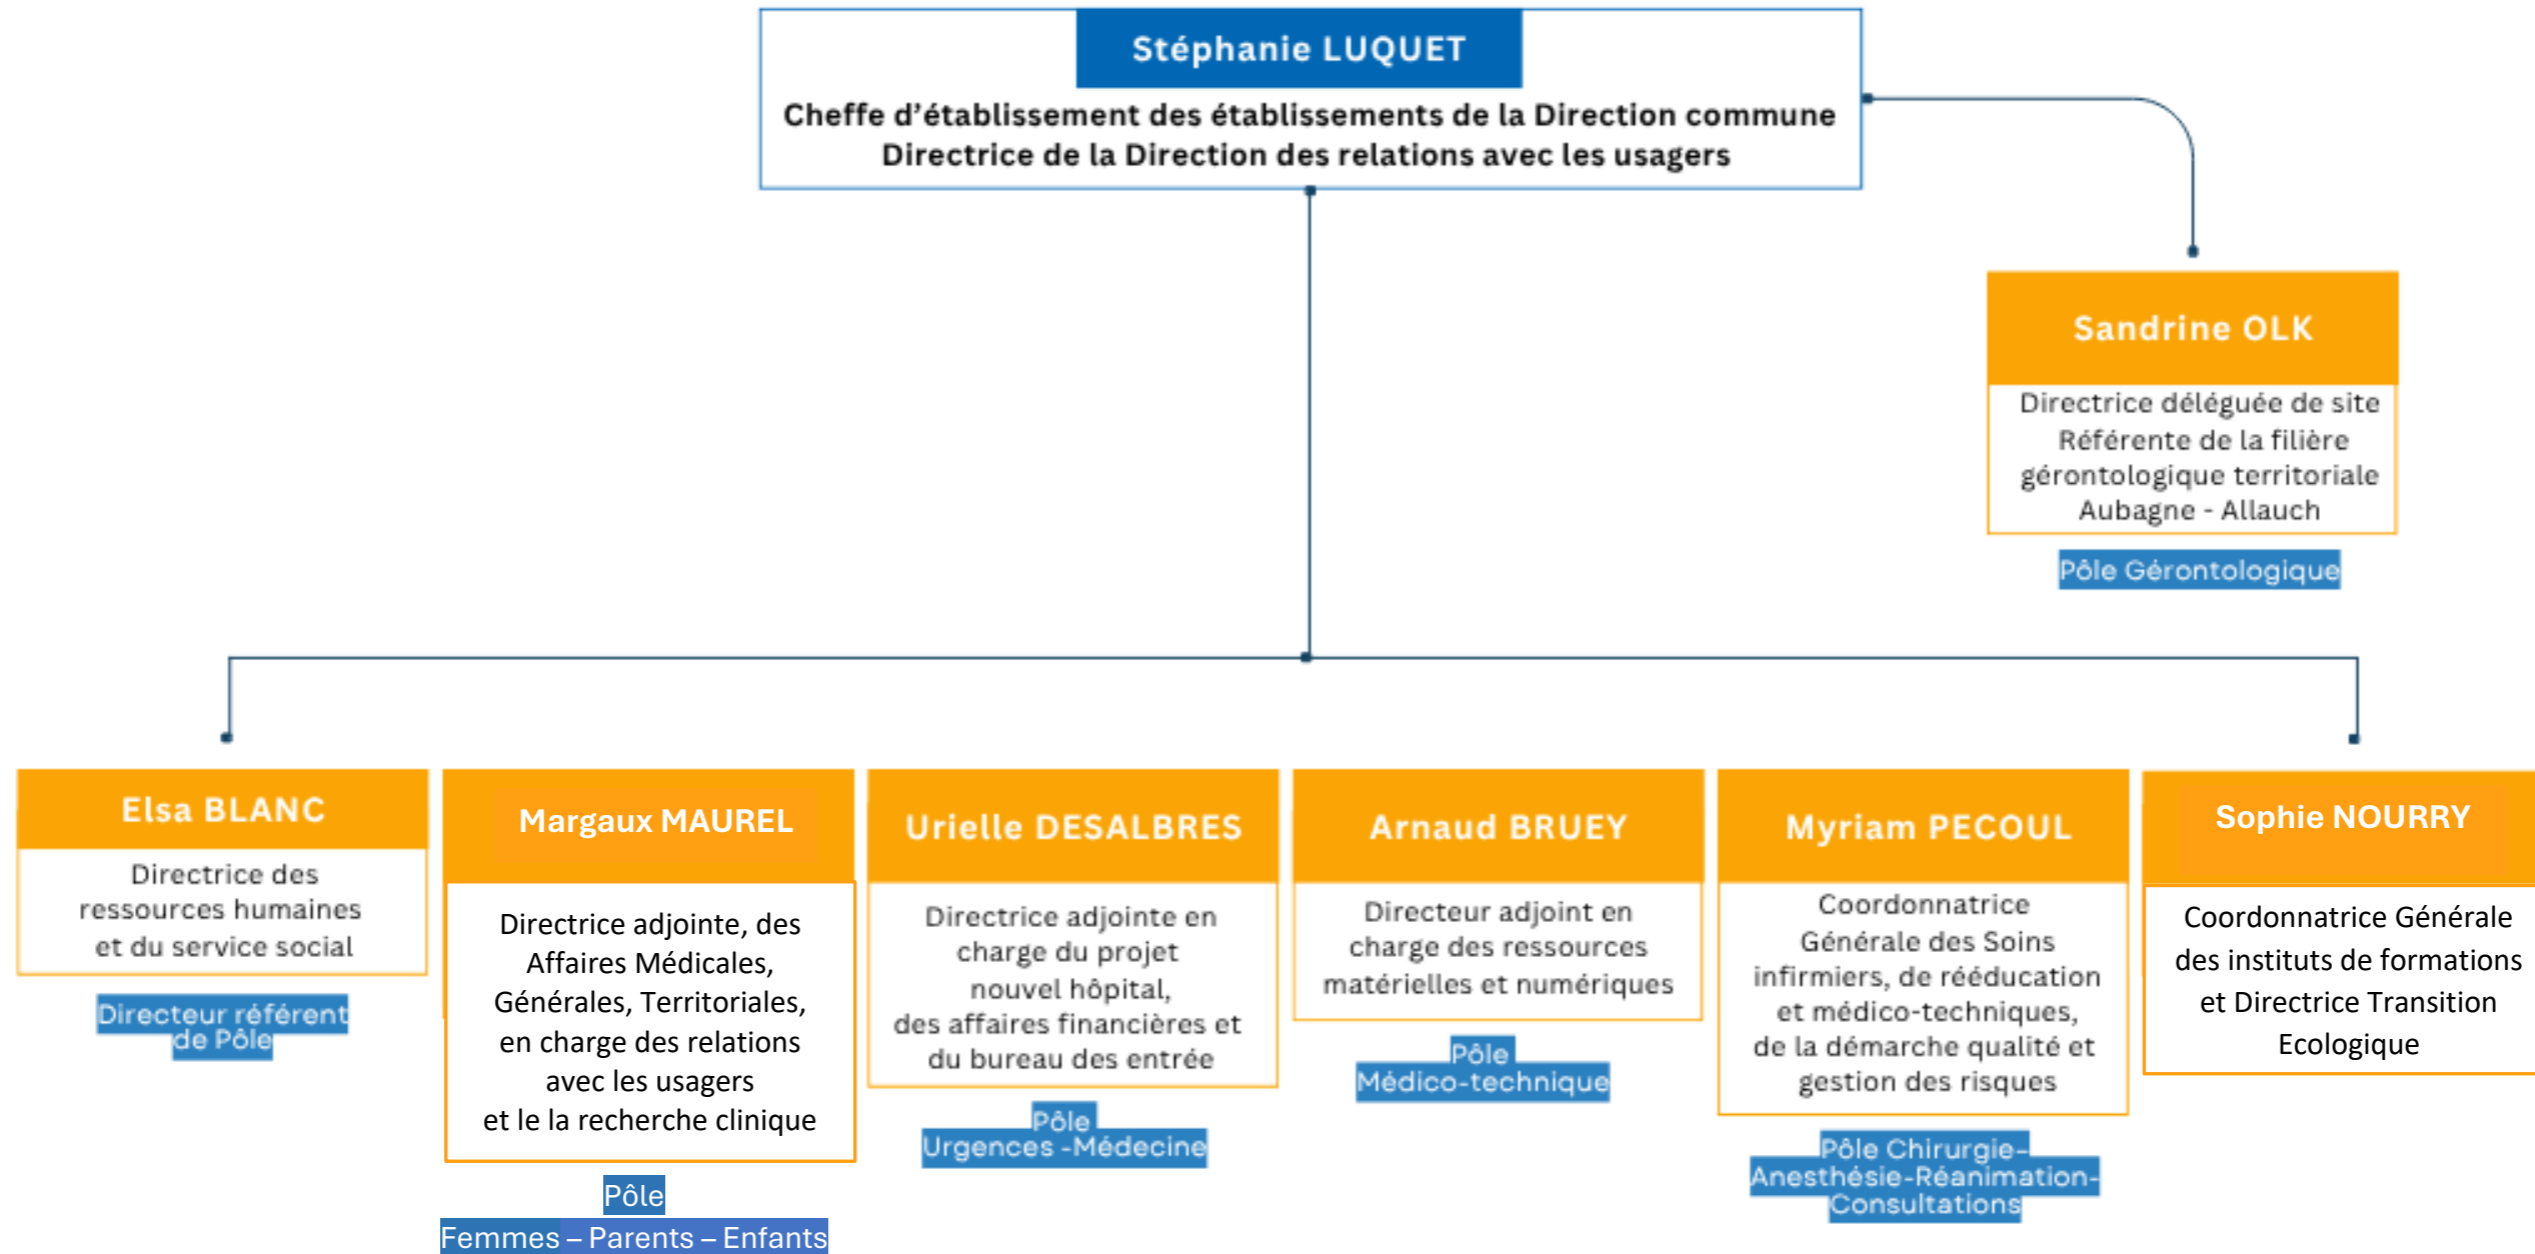 Stéphanie LUQUET
Cheffe d’établissement des établissements de la Direction commune
Directrice de la Direction des relations avec les usagers
Sandrine OLK
Directrice déléguée de site
Référente de la filière
gérontologique territoriale
Aubagne - Allauch
Pôle Gérontologique
Elsa BLANC
Directrice des
ressources humaines
et du service social
Directeur référent
de Pôle
Margaux MAUREL
Directrice adjointe, des
Affaires Médicales,
Générales, Territoriales,
en charge des relations
avec les usagers
et le la recherche clinique
Pôle
Femmes – Parents – Enfants
Urielle DESALBRES
Directrice adjointe en
charge du projet
nouvel hôpital,
des affaires financières et
du bureau des entrée
Pôle
Urgences -Médecine
Arnaud BRUEY
Directeur adjoint en
charge des ressources
matérielles et numériques
Pôle
Médico-technique
Myriam PECOUL
Coordonnatrice
Générale des Soins
infirmiers, de rééducation
et médico-techniques,
de la démarche qualité et
gestion des risques
Pôle Chirurgie-
Anesthésie-Réanimation-
Consultations
Sophie NOURRY
Coordonnatrice Générale
des instituts de formations
et Directrice Transition
Ecologique